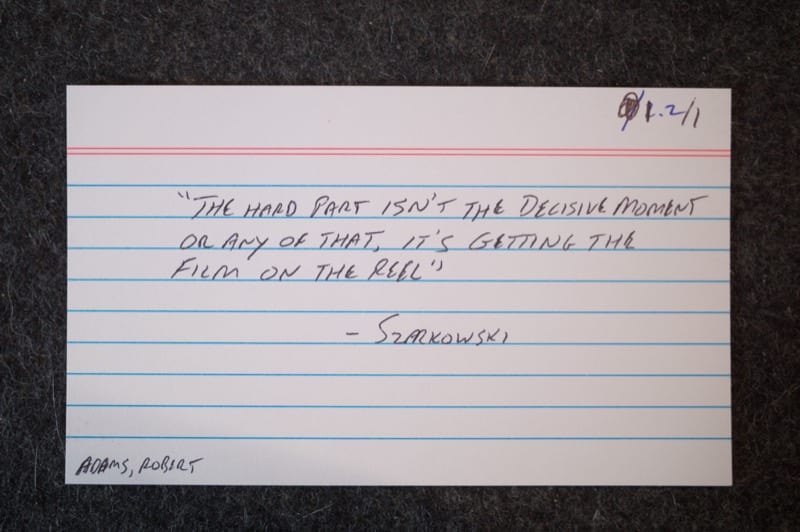 1.2/1
"THE HARD PART ISN'T THE DECISIVE MOMENT
OR ANY OF THAT, IT'S GETTING THE
FILM ON THE REEL"
- SZARKOWSKI
ADAMS, ROBERT